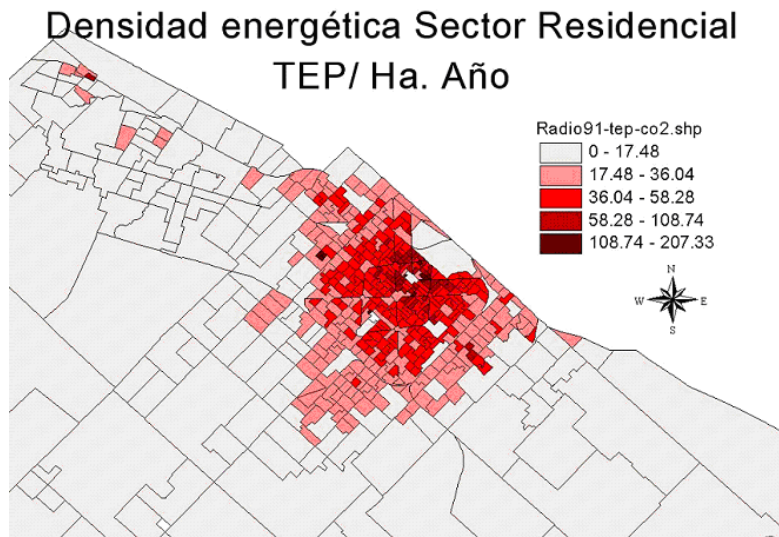 Densidad energética Sector Residencial
TEP/ Ha. Año
Radio91-tep-co2.shp
0 - 17.48
17.48 - 36.04
36.04 - 58.28
58.28 - 108.74
108.74 - 207.33
N
W E
S